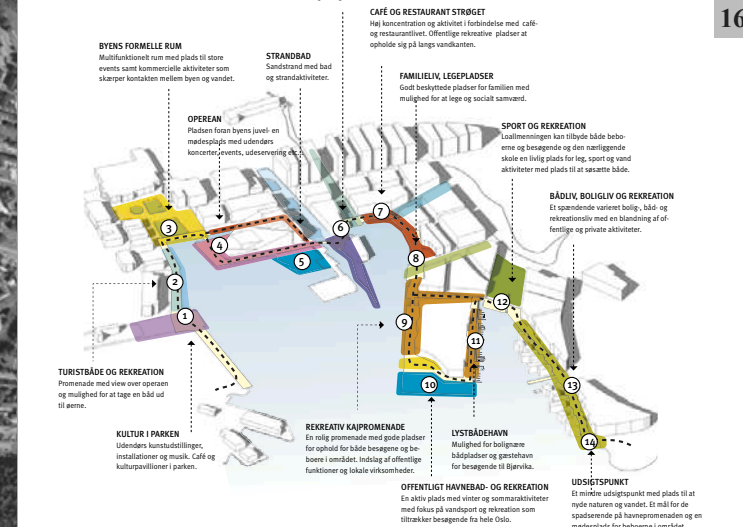 16
CAFÉ OG RESTAURANT STRØGET
Høj koncentration og aktivitet i forbindelse med café-
og restaurantlivet. Offentlige rekreative pladser at
opholde sig på langs vandkanten.
BYENS FORMELLE RUM
Multifunktionelt rum med plads til store
events samt kommercielle aktiviteter som
skærper kontakten mellem byen og vandet.
STRANDBAD
Sandstrand med bad
og strandaktiviteter.
FAMILIELIV, LEGEPLADSER
Godt beskyttede pladser for familien med
mulighed for at lege og socialt samværd.
OPERAEN
Pladsen foran byens juvel- en
mødesplads med udendørs
koncerter, events, udeservering etc.
SPORT OG REKREATION
Loallmenningen kan tilbyde både bebo-
erne og besøgende og den nærliggende
skole en livlig plads for leg, sport og vand
aktiviteter med plads til at søsætte både.
BÅDLIV, BOLIGLIV OG REKREATION
Et spændende varieret bolig-, båd- og
rekreationsliv med en blandning af of-
fentlige og private aktiviteter.
7
3
6
4
5
8
2
12
1
9
11
10
13
14
TURISTBÅDE OG REKREATION
Promenade med view over operaen
og mulighed for at tage en båd ud
til øerne.
KULTUR I PARKEN
Udendørs kunstudstillinger,
installationer og musik. Café og
kulturpavillioner i parken.
REKREATIV KAJPROMENADE
En rolig promenade med gode pladser
for ophold for både besøgene og be-
boere i området. Indslag af offentlige
funktioner og lokale virksomheder.
LYSTBÅDEHAVN
Mulighed for bolignære
bådpladser og gæstehavn
for besøgende til Bjørvika.
OFFENTLIGT HAVNEBAD- OG REKREATION
En aktiv plads med vinter og sommaraktiviteter
med fokus på vandsport og rekreation som
tiltrækker besøgende fra hele Oslo.
UDSIGTSPUNKT
Et mindre udsigtspunkt med plads til at
nyde naturen og vandet. Et mål for de
spadserende på havnepromenaden og en
mødesplads for beboerne i området.